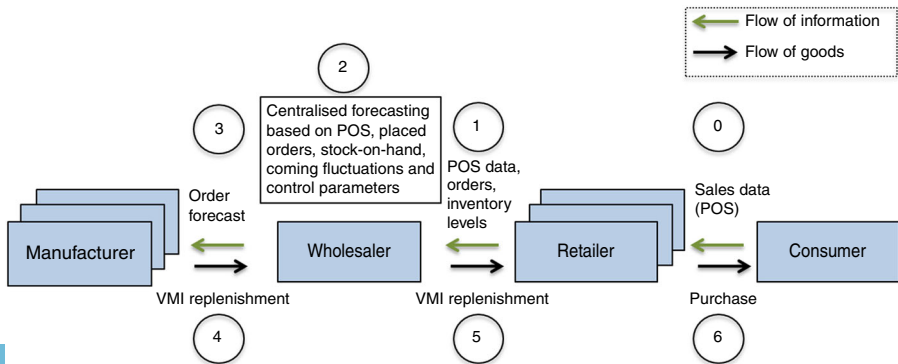 Flow of information
Flow of goods
2
Centralised forecasting
based on POS, placed
orders, stock-on-hand,
coming fluctuations and
control parameters
3
1
0
Order
forecast
POS data,
orders,
inventory
levels
Sales data
(POS)
Manufacturer
Wholesaler
Retailer
Consumer
VMI replenishment
VMI replenishment
Purchase
4
5
6